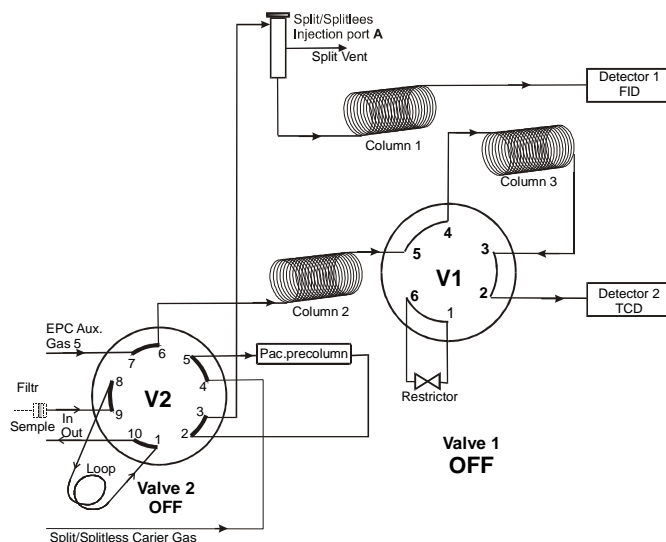 Split/Splitlees
Injection port A
Split Vent
Detector 1
FID
Column 1
Column 3
4
5
3
V1
6
1
2
Column 2
Detector 2
TCD
EPC Aux.
Gas 5
7
6
5
Pac.precolumn
Restrictor
Filtr
8
V2
4
Semple
In
9
3
Out
10
1
2
Loop
Valve 2
OFF
Valve 1
OFF
Split/Splitless Carier Gas